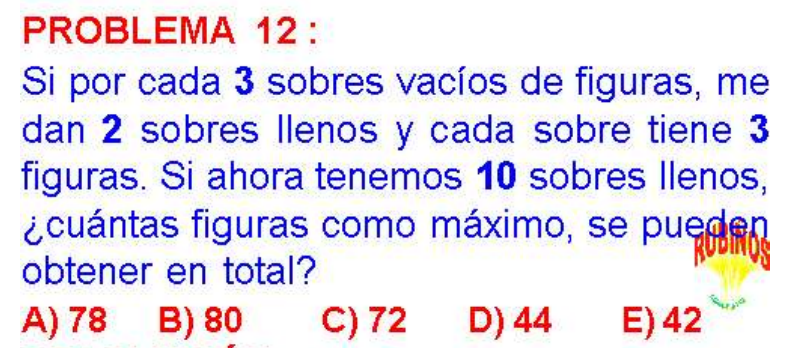 PROBLEMA 12 :
Si por cada 3 sobres vacíos de figuras, me
dan 2 sobres llenos y cada sobre tiene 3
figuras. Si ahora tenemos 10 sobres llenos,
¿cuántas figuras como máximo, se pueden
obtener en total?
RUBIÑOS
A) 78 B) 80 C) 72 D) 44 E) 42